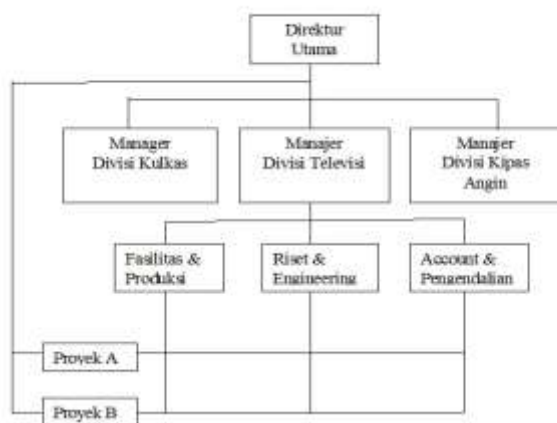 Direktur
Utama
Manager
Divisi Kulkas
Manajer
Divisi Televisi
Manajer
Divisi Kipas
Angin
Fasilitas &
Produksi
Riset &
Engineering
Account &
Pengendalian
Proyek A
Proyek B